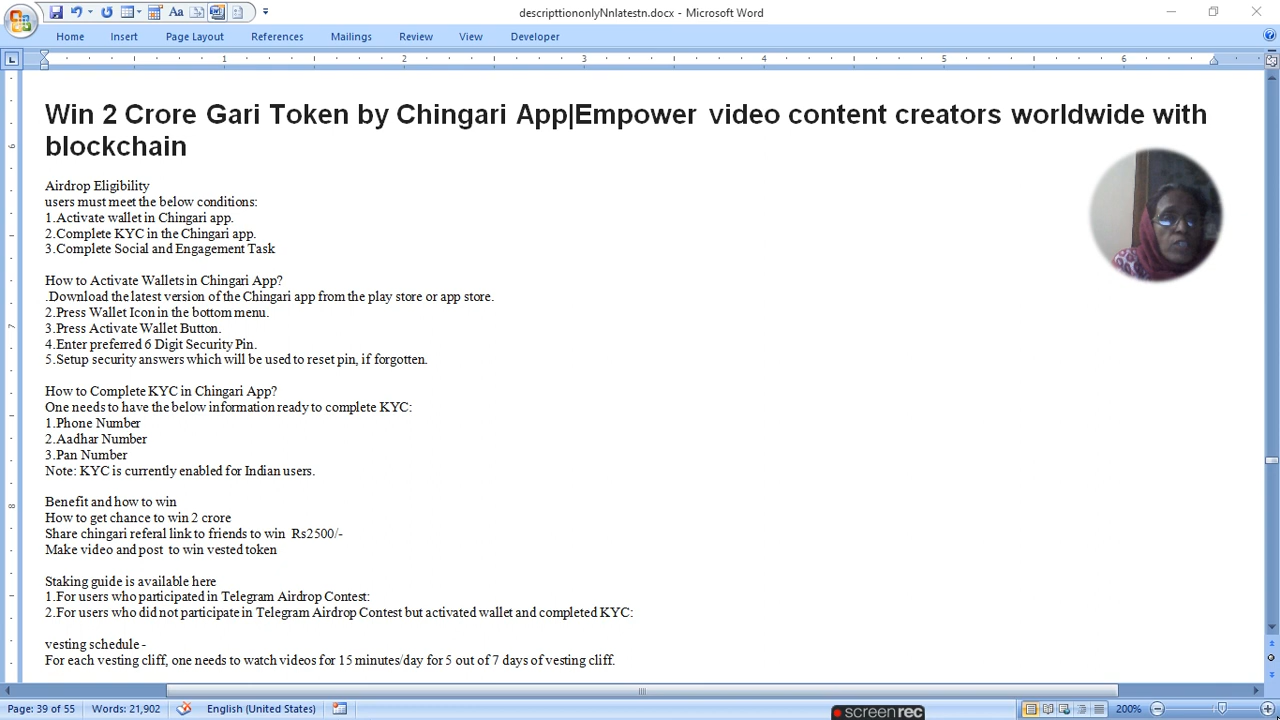 descripttiononlyNnlatestn.docx - Microsoft Word
Home Insert Page Layout References Mailings Review View Developer
1 2 3 4 5 6
Win 2 Crore Gari Token by Chingari App|Empower video content creators worldwide with
blockchain
Airdrop Eligibility
users must meet the below conditions:
1.Activate wallet in Chingari app.
2.Complete KYC in the Chingari app.
3.Complete Social and Engagement Task
How to Activate Wallets in Chingari App?
.Download the latest version of the Chingari app from the play store or app store.
2.Press Wallet Icon in the bottom menu.
3.Press Activate Wallet Button.
4.Enter preferred 6 Digit Security Pin.
5.Setup security answers which will be used to reset pin, if forgotten.
How to Complete KYC in Chingari App?
One needs to have the below information ready to complete KYC:
1.Phone Number
2.Aadhar Number
3.Pan Number
Note: KYC is currently enabled for Indian users.
Benefit and how to win
How to get chance to win 2 crore
Share chingari referal link to friends to win Rs2500/-
Make video and post to win vested token
Staking guide is available here
1.For users who participated in Telegram Airdrop Contest:
2.For users who did not participate in Telegram Airdrop Contest but activated wallet and completed KYC:
vesting schedule -
For each vesting cliff, one needs to watch videos for 15 minutes/day for 5 out of 7 days of vesting cliff.
Page: 39 of 55 Words: 21,902 English (United States) screenrec 200%